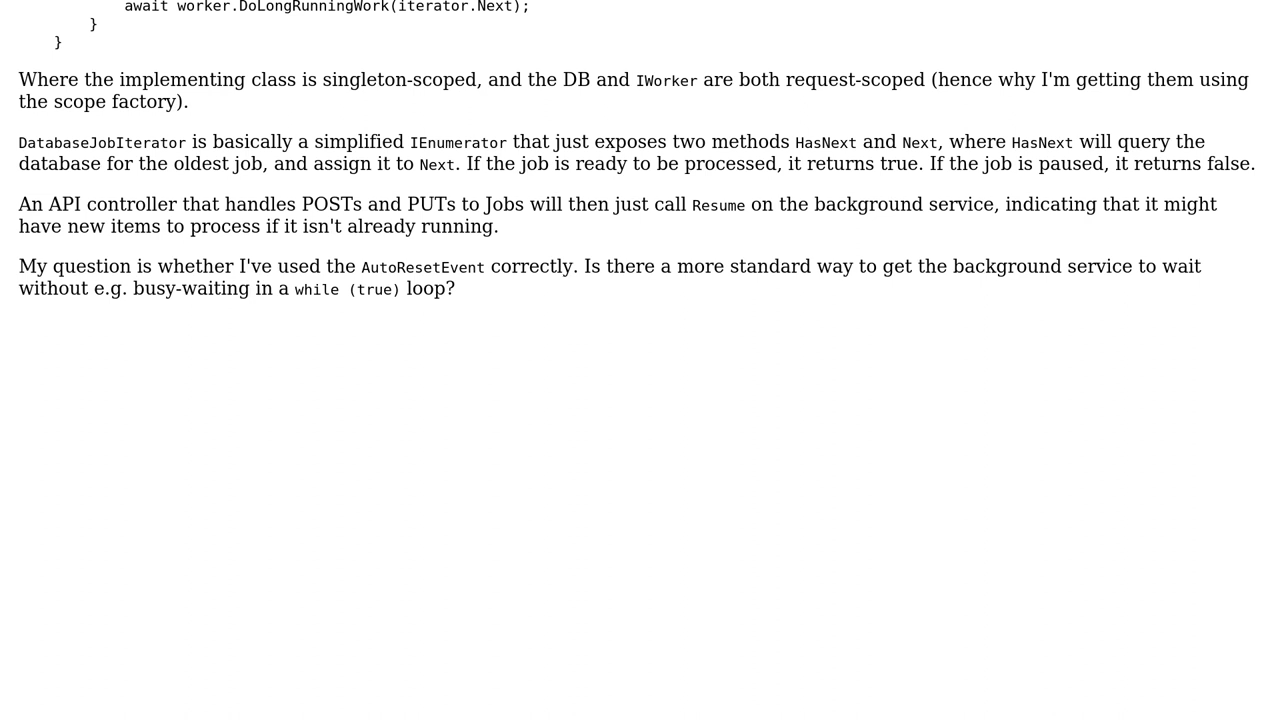 await worker.DoLongRunningWork(iterator.Next);
}
}
Where the implementing class is singleton-scoped, and the DB and IWorker are both request-scoped (hence why I'm getting them using
the scope factory).
DatabaseJobIterator is basically a simplified IEnumerator that just exposes two methods HasNext and Next, where HasNext will query the
database for the oldest job, and assign it to Next. If the job is ready to be processed, it returns true. If the job is paused, it returns false.
An API controller that handles POSTs and PUTs to Jobs will then just call Resume on the background service, indicating that it might
have new items to process if it isn't already running.
My question is whether I've used the AutoResetEvent correctly. Is there a more standard way to get the background service to wait
without e.g. busy-waiting in a while (true) loop?